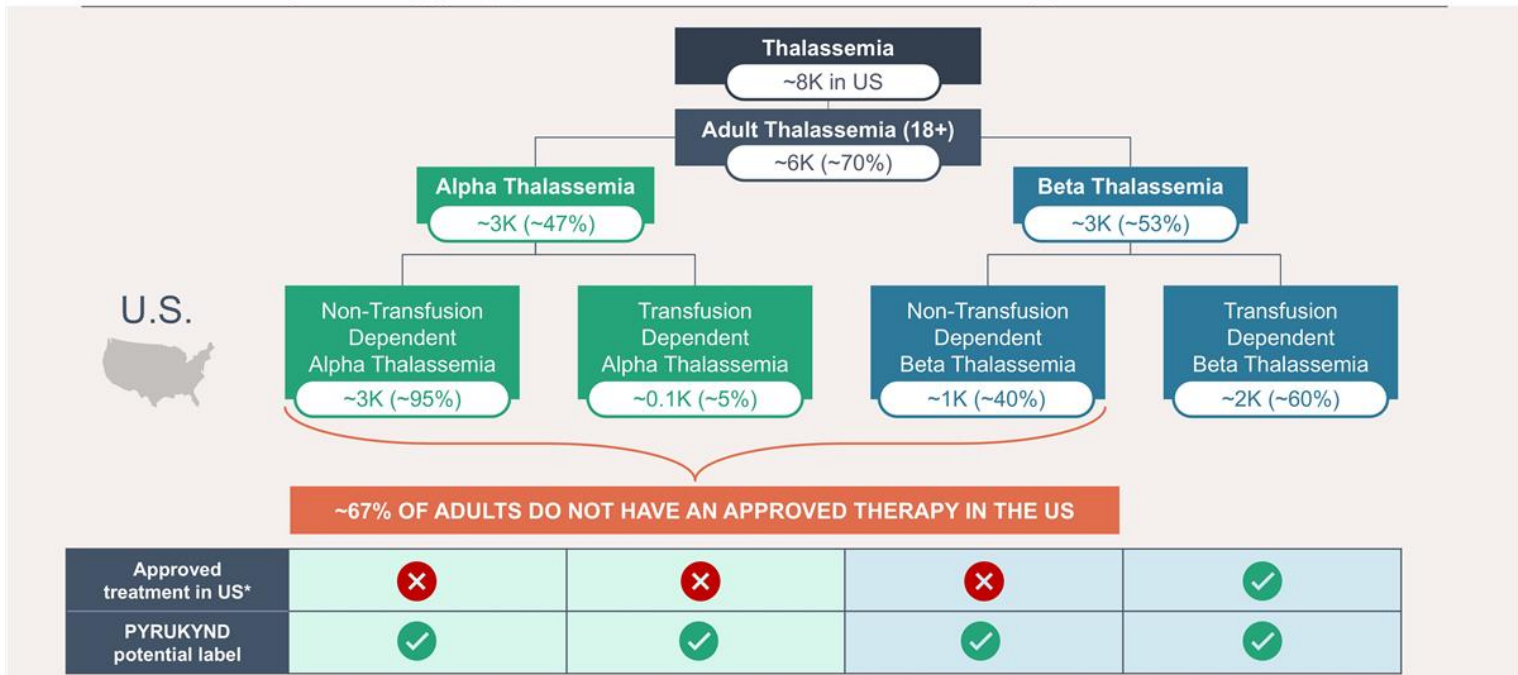 Thalassemia
~8K in US
Adult Thalassemia (18+)
~6K (~70%)
Alpha Thalassemia
~3K (~47%)
Beta Thalassemia
~3K (~53%)
U.S.
Non-Transfusion
Dependent
Alpha Thalassemia
~3K (~95%)
Transfusion
Dependent
Alpha Thalassemia
~0.1K (~5%)
Non-Transfusion
Dependent
Beta Thalassemia
~1K (~40%)
Transfusion
Dependent
Beta Thalassemia
~2K (~60%)
~67% OF ADULTS DO NOT HAVE AN APPROVED THERAPY IN THE US
Approved
treatment in US*
PYRUKYND
potential label